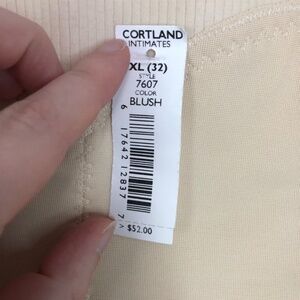 CORTLAND
INTIMATES
XL (32)
STYLE
7607
COLOR
BLUSH
6 17642 12837 7
$52.00